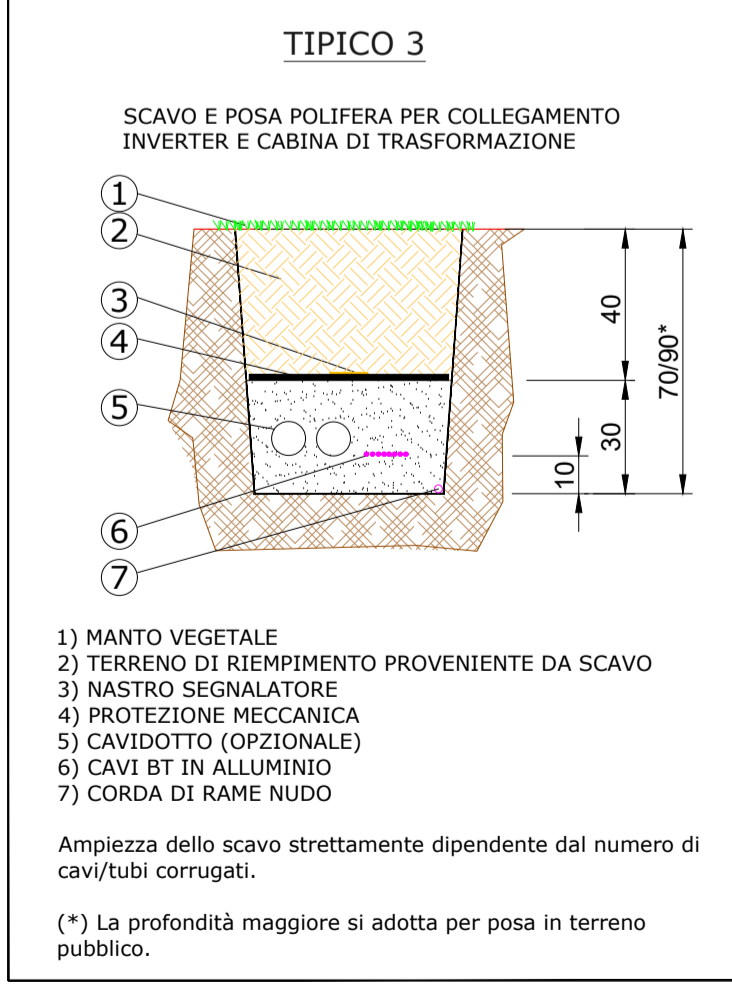 TIPICO 3
SCAVO E POSA POLIFERA PER COLLEGAMENTO
INVERTER E CABINA DI TRASFORMAZIONE
1
2
3
4
5
6
7
40
30
10
70/90*
1) MANTO VEGETALE
2) TERRENO DI RIEMPIMENTO PROVENIENTE DA SCAVO
3) NASTRO SEGNALATORE
4) PROTEZIONE MECCANICA
5) CAVIDOTTO (OPZIONALE)
6) CAVI BT IN ALLUMINIO
7) CORDA DI RAME NUDO
Ampiezza dello scavo strettamente dipendente dal numero di
cavi/tubi corrugati.
(*) La profondità maggiore si adotta per posa in terreno
pubblico.